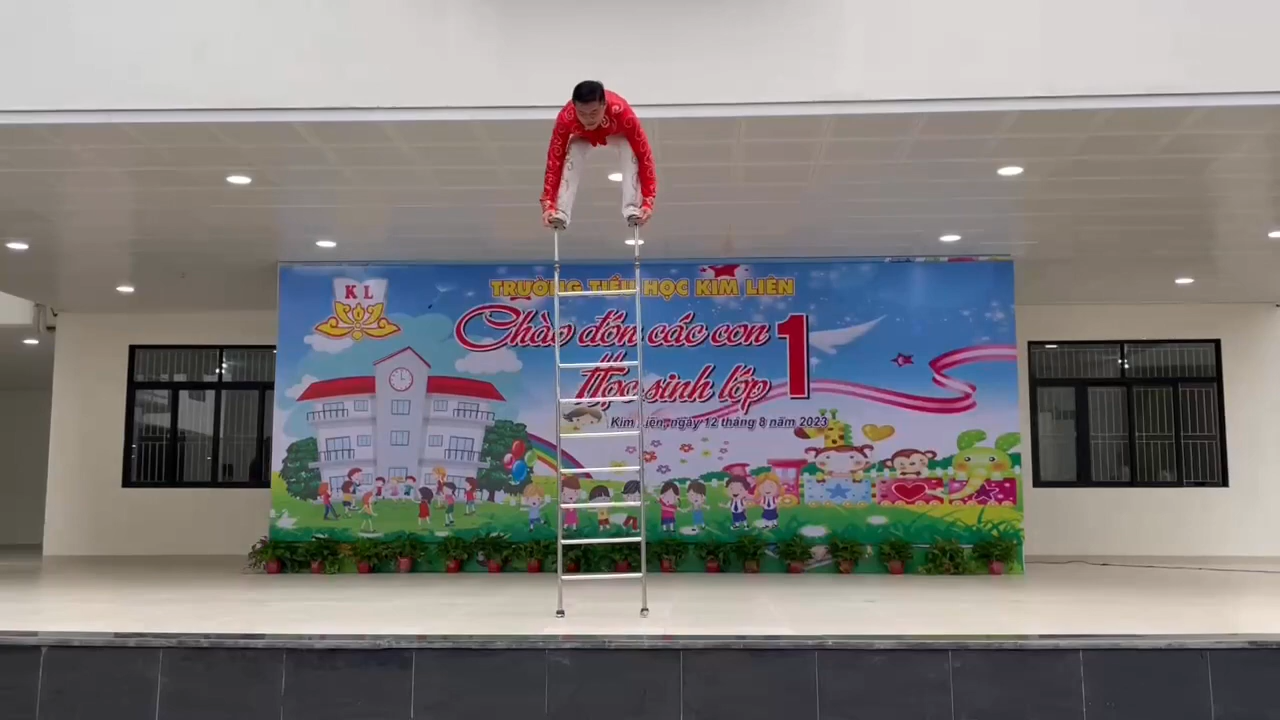 K L
TRƯỜNG TIỂU HỌC KIM LIÊN
Chào đón các con
Học sinh lớp 1
Kim Liên, ngày 12 tháng 8 năm 2023